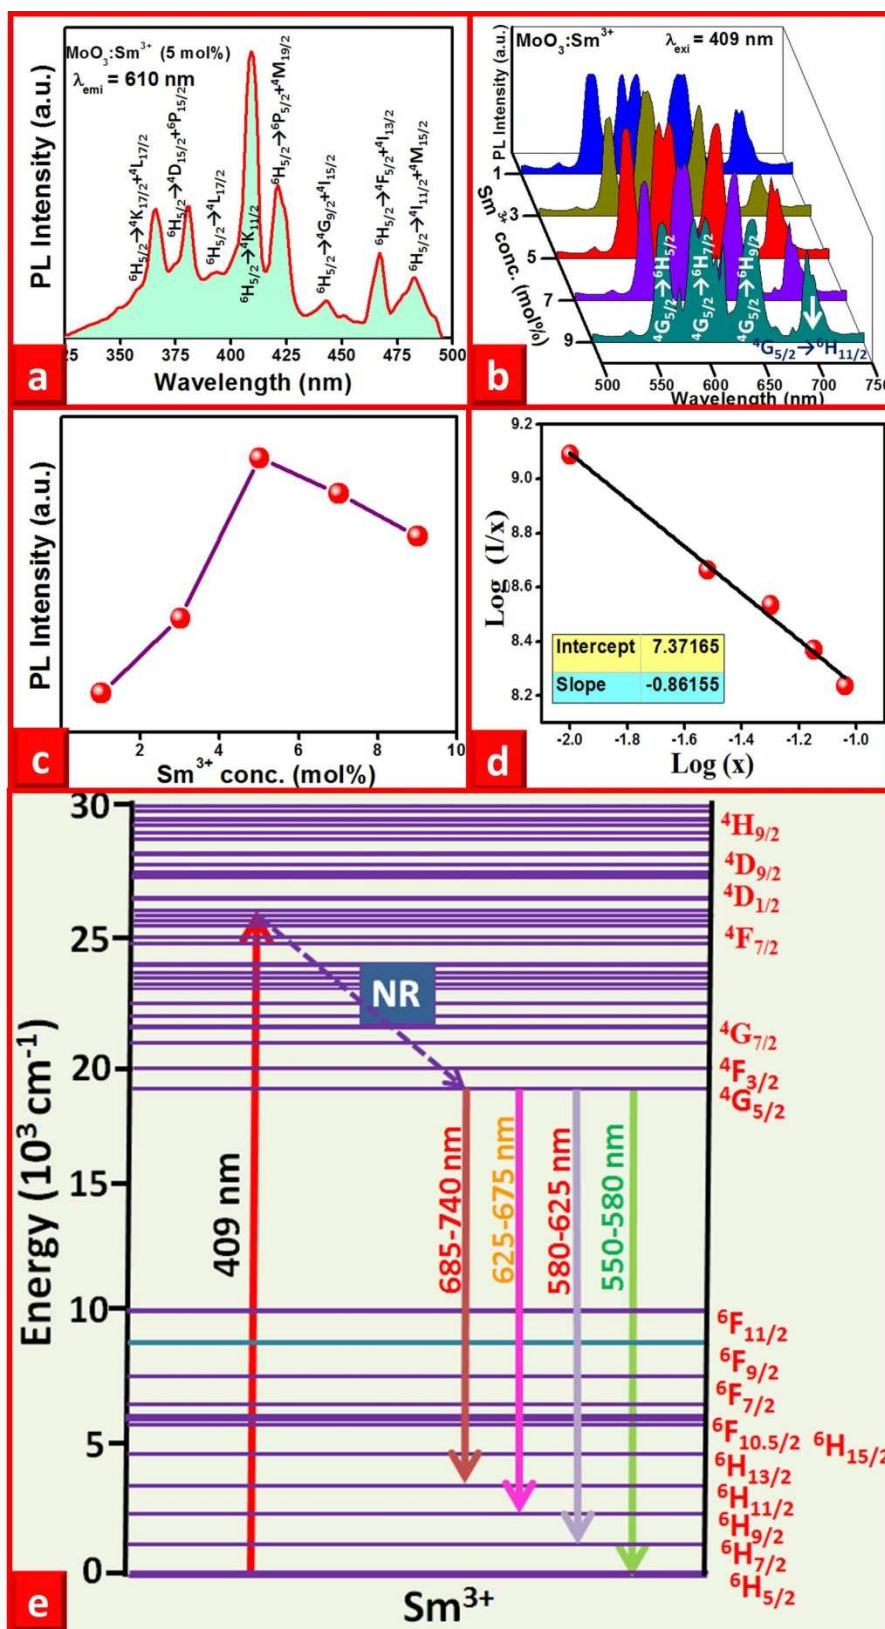 MoO₃:Sm³⁺ (5 mol%)
λemi = 610 nm
⁶H5/2→⁴K17/2+⁴L17/2
⁶H5/2→⁴D15/2+⁶P15/2
⁶H5/2→⁴L17/2
⁶H5/2→⁴K11/2
⁶H5/2→⁶P5/2+⁴M19/2
⁶H5/2→⁴G9/2+⁴I15/2
⁶H5/2→⁴F5/2+⁴I13/2
⁶H5/2→⁴I11/2+⁴M15/2
PL Intensity (a.u.)
350 375 400 425 450 475 500
Wavelength (nm)
a
MoO₃:Sm³⁺ λexi = 409 nm
PL Intensity (a.u.)
1
3
5
7
9
Sm³⁺ conc. (mol%)
⁴G5/2→⁶H5/2
⁴G5/2→⁶H7/2
⁴G5/2→⁶H9/2
⁴G5/2→⁶H11/2
500 550 600 650 700 750
Wavelength (nm)
b
PL Intensity (a.u.)
2 4 6 8 10
Sm³⁺ conc. (mol%)
c
Log (I/x)
9.2
9.0
8.8
8.6
8.4
8.2
Intercept 7.37165
Slope -0.86155
-2.0 -1.8 -1.6 -1.4 -1.2 -1.0
Log (x)
d
Energy (10³ cm⁻¹)
30
25
20
15
10
5
0
409 nm
NR
685-740 nm
625-675 nm
580-625 nm
550-580 nm
⁴H9/2
⁴D9/2
⁴D1/2
⁴F7/2
⁴G7/2
⁴F3/2
⁴G5/2
⁶F11/2
⁶F9/2
⁶F7/2
⁶F10.5/2 ⁶H15/2
⁶H13/2
⁶H11/2
⁶H9/2
⁶H7/2
⁶H5/2
Sm³⁺
e